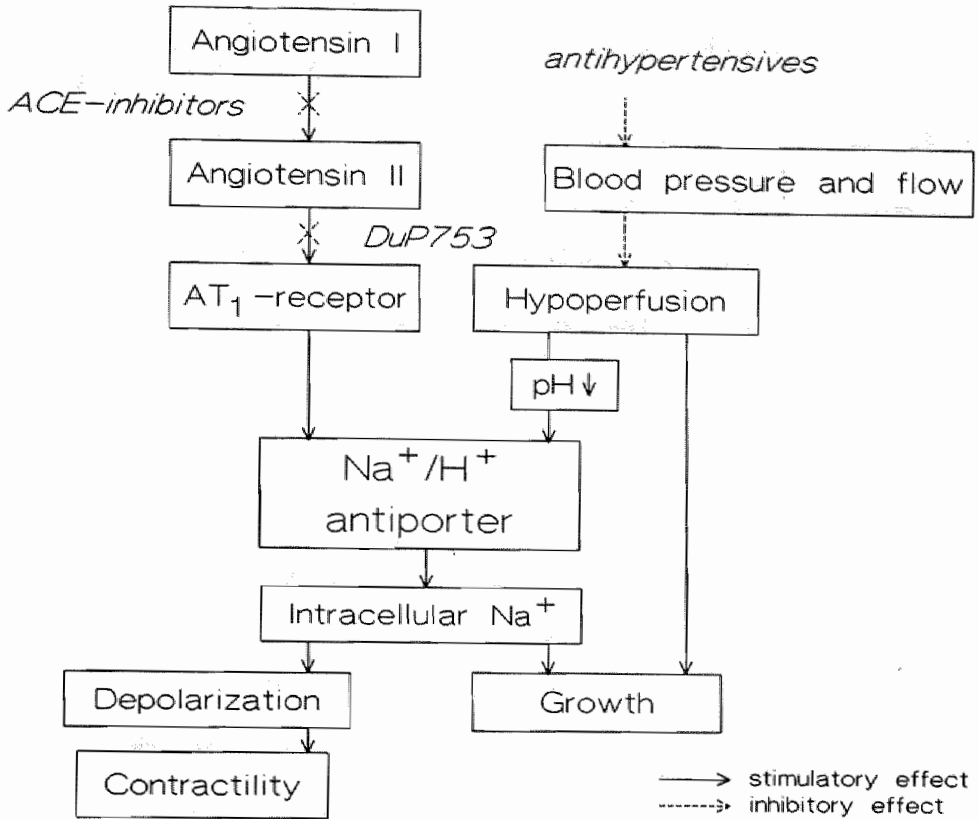 Angiotensin I
antihypertensives
ACE-inhibitors
Angiotensin II
Blood pressure and flow
DuP753
AT₁-receptor
Hypoperfusion
pH↓
Na⁺/H⁺
antiporter
Intracellular Na⁺
Depolarization
Growth
Contractility
stimulatory effect
inhibitory effect